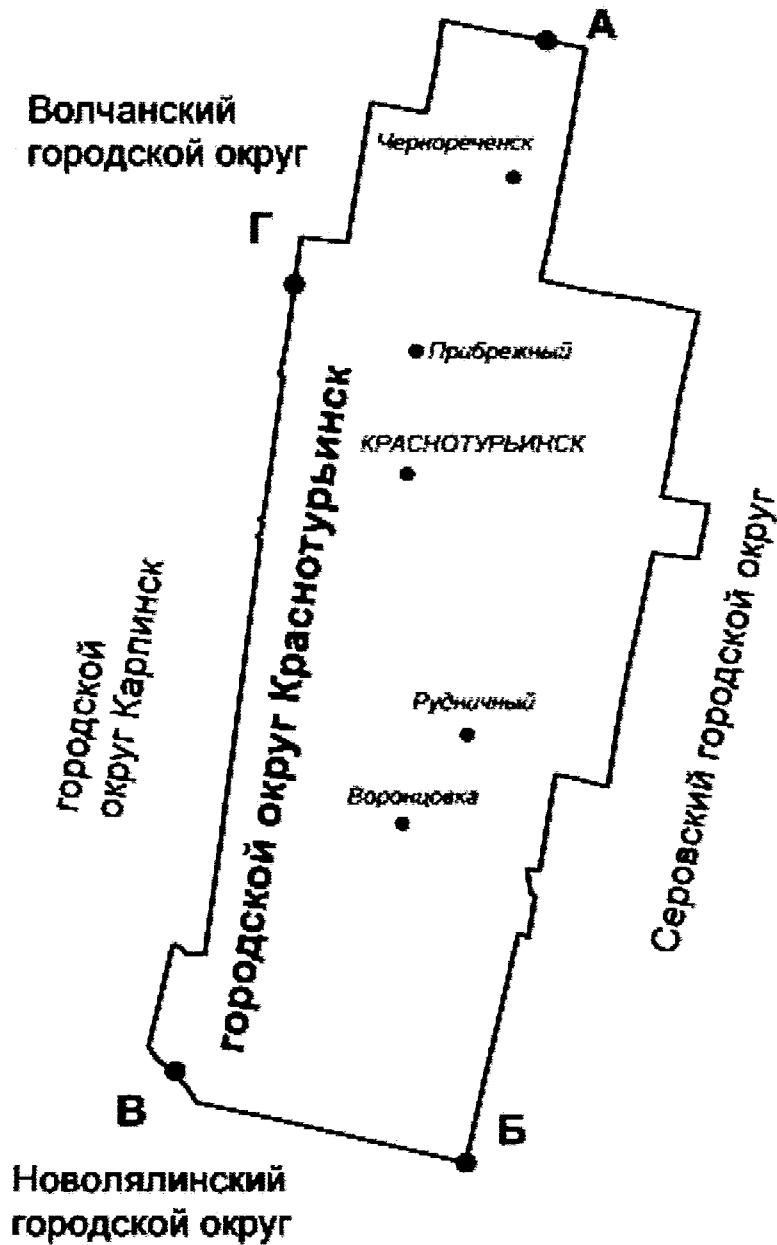 А
Волчанский
городской округ
Чернореченск
Г
Прибрежный
КРАСНОТУРЬИНСК
городской округ Краснотурьинск
Серовский городской округ
городской
округ Карпинск
Рудничный
Воронцовка
В
Б
Новолялинский
городской округ